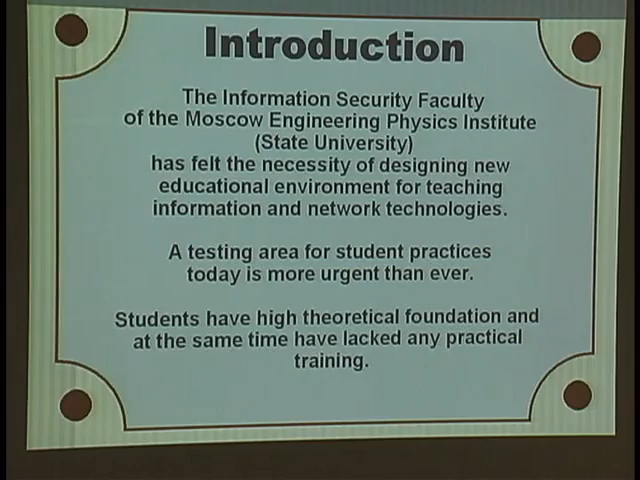 Introduction
The Information Security Faculty
of the Moscow Engineering Physics Institute
(State University)
has felt the necessity of designing new
educational environment for teaching
information and network technologies.
A testing area for student practices
today is more urgent than ever.
Students have high theoretical foundation and
at the same time have lacked any practical
training.